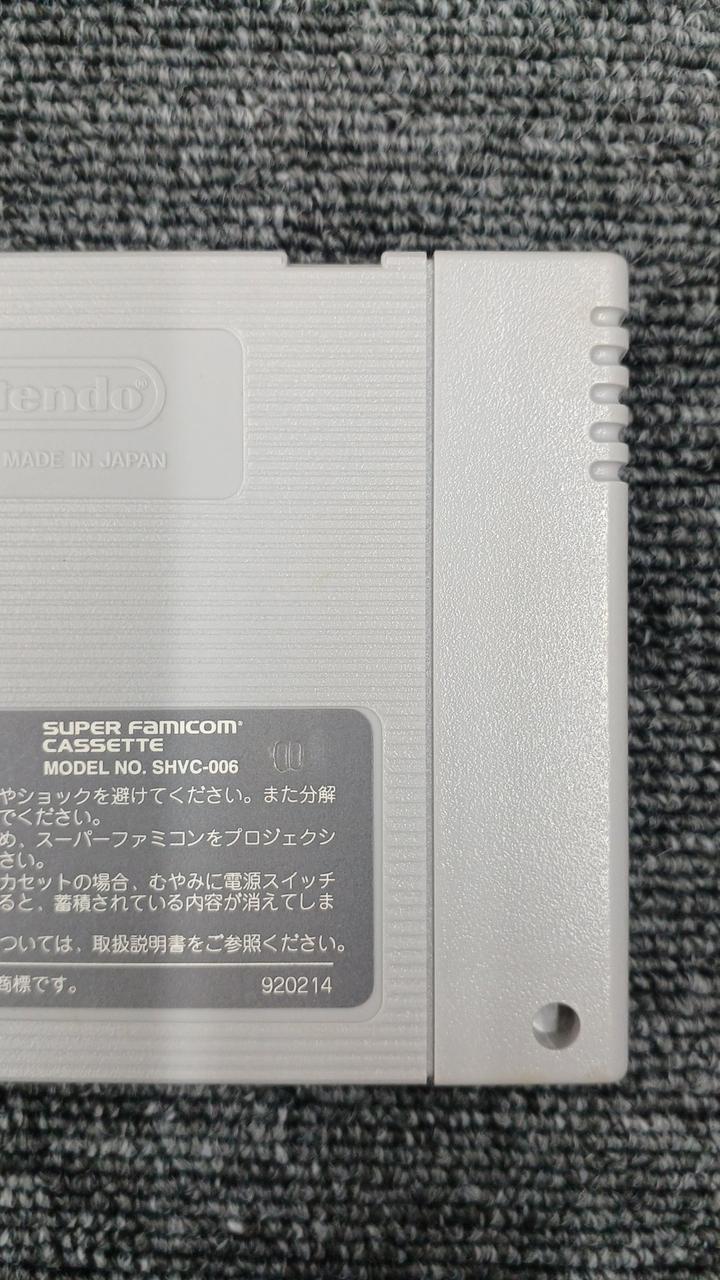 tendo®
MADE IN JAPAN
SUPER FAMICOM®
CASSETTE
MODEL NO. SHVC-006
やショックを避けてください。また分解
でください。
め、スーパーファミコンをプロジェクシ
さい。
カセットの場合、むやみに電源スイッチ
ると、蓄積されている内容が消えてしま
ついては、取扱説明書をご参照ください。
商標です。 920214